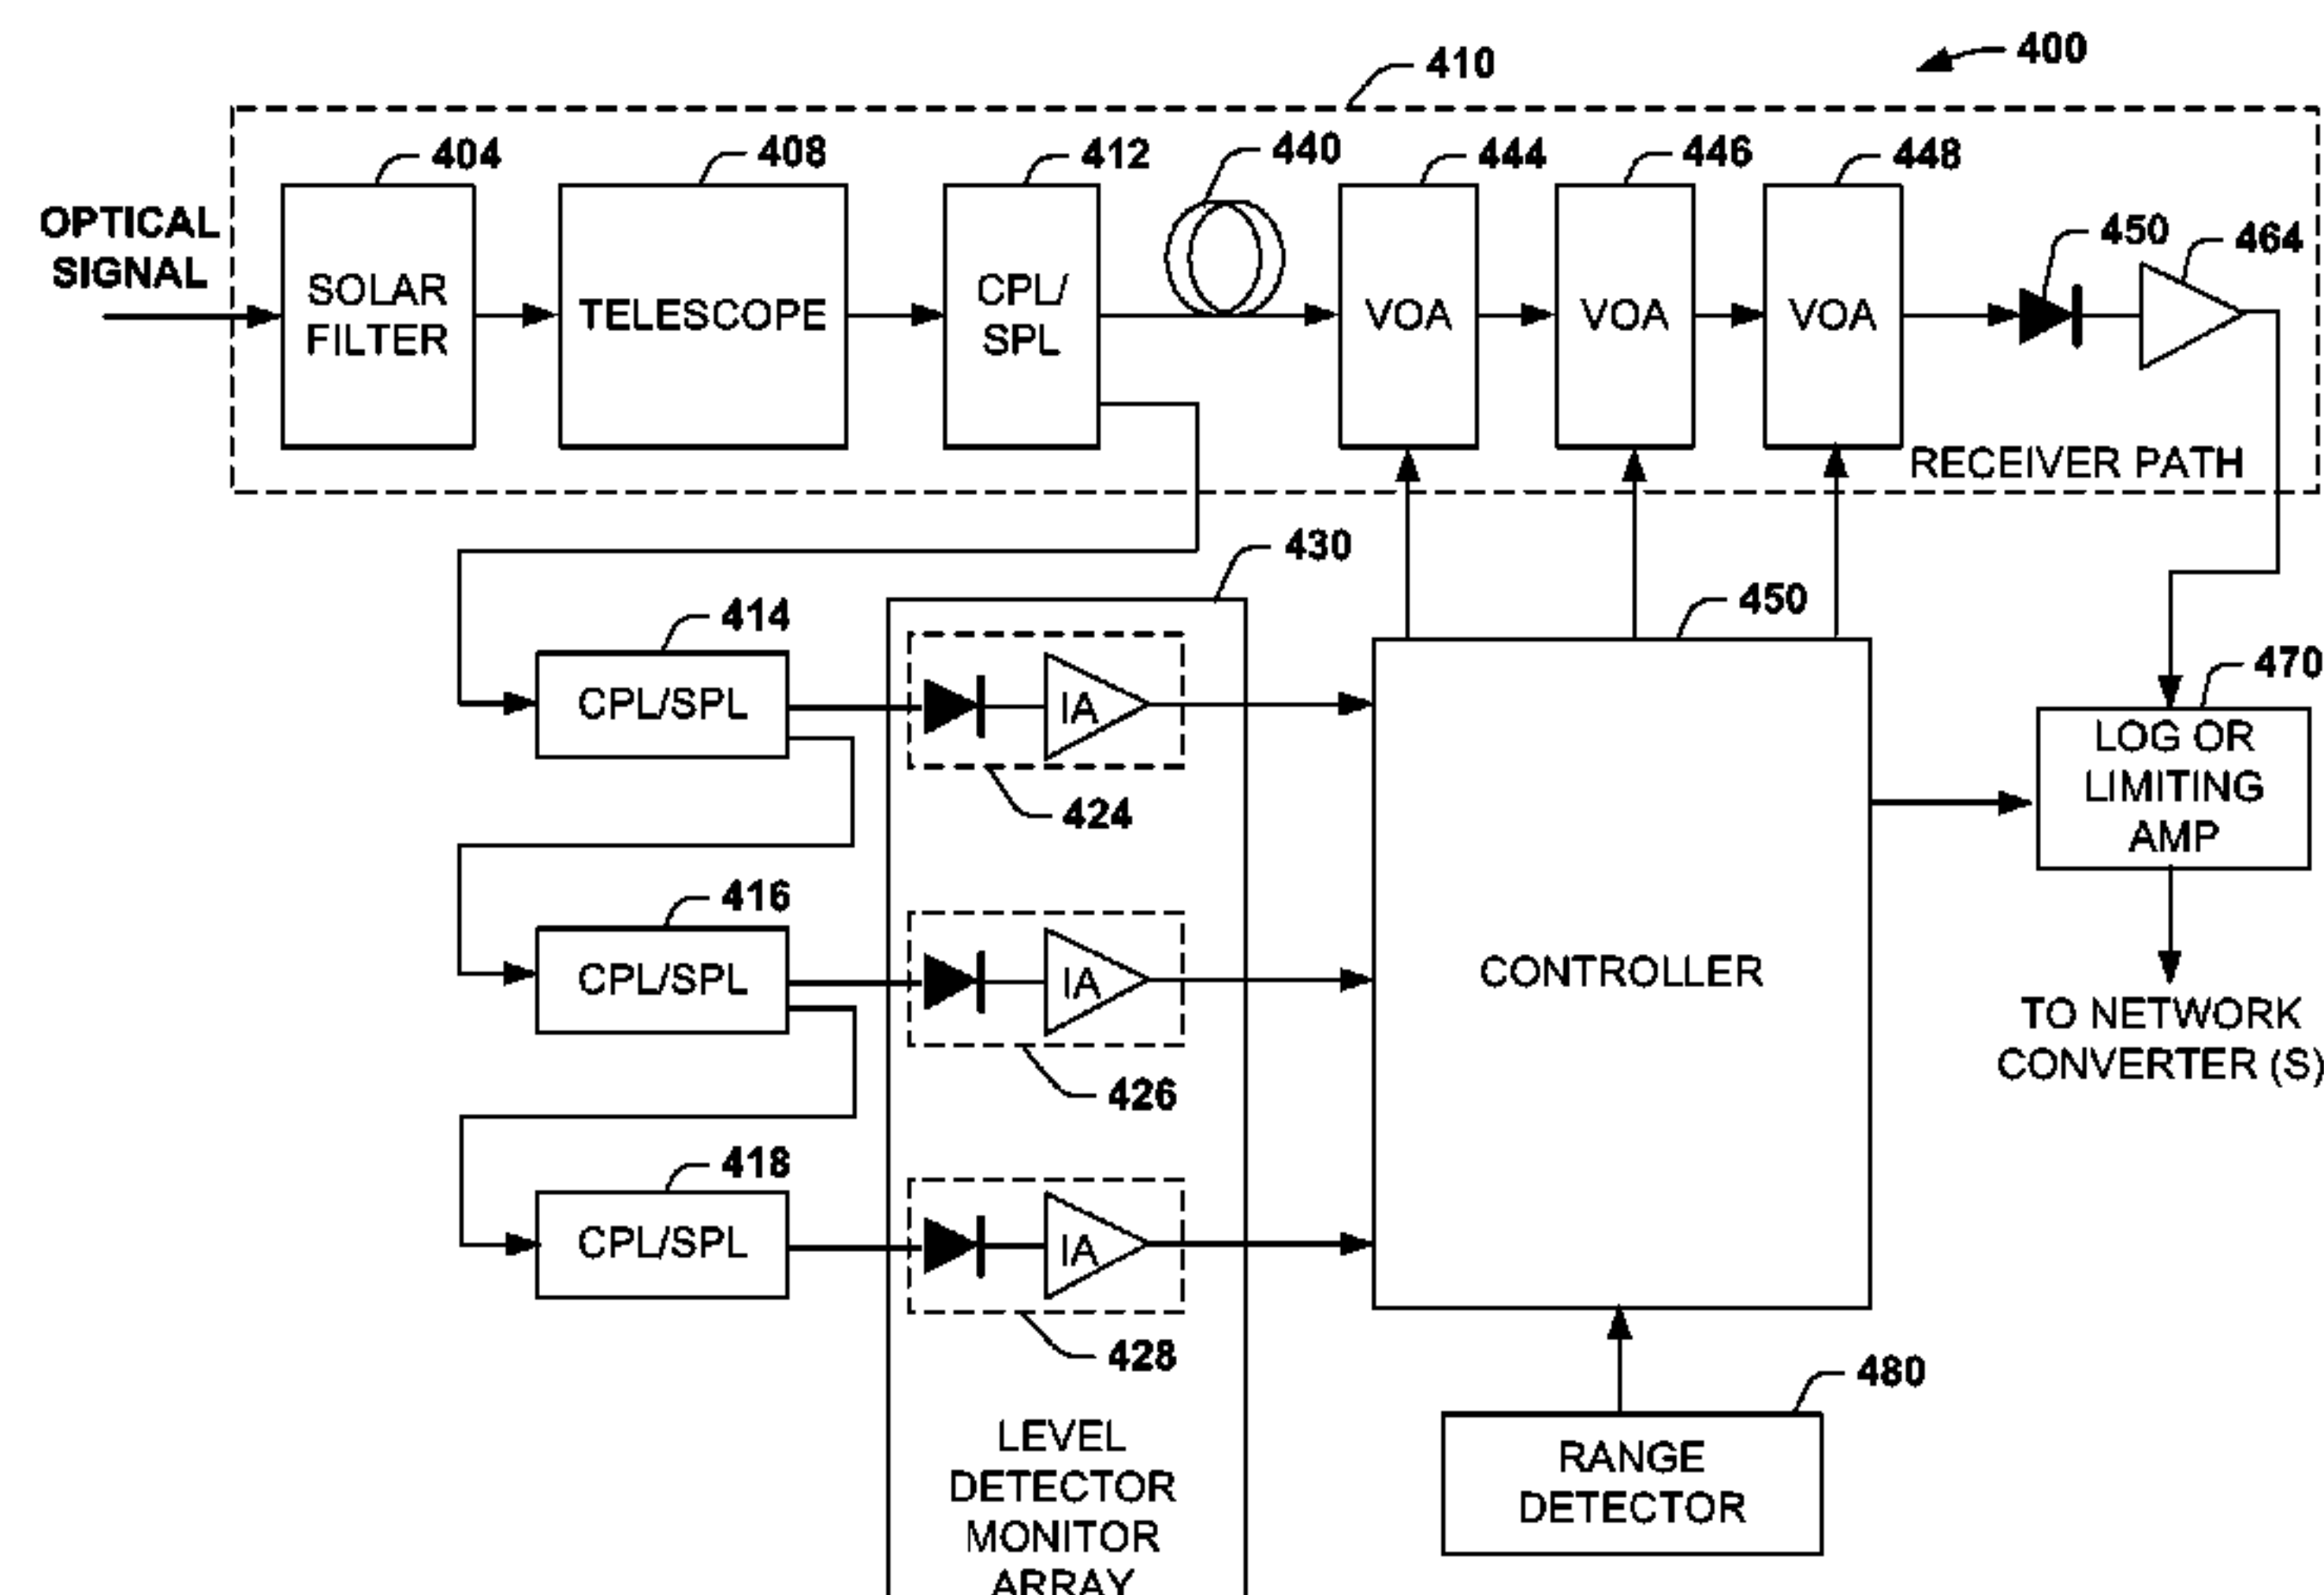 400
410
404
408
412
440
444
446
448
450
464
OPTICAL
SIGNAL
SOLAR
FILTER
TELESCOPE
CPL/
SPL
VOA
VOA
VOA
RECEIVER PATH
430
450
414
CPL/SPL
IA
424
470
LOG OR
LIMITING
AMP
416
CPL/SPL
IA
426
CONTROLLER
TO NETWORK
CONVERTER (S)
418
CPL/SPL
IA
428
480
RANGE
DETECTOR
LEVEL
DETECTOR
MONITOR
ARRAY